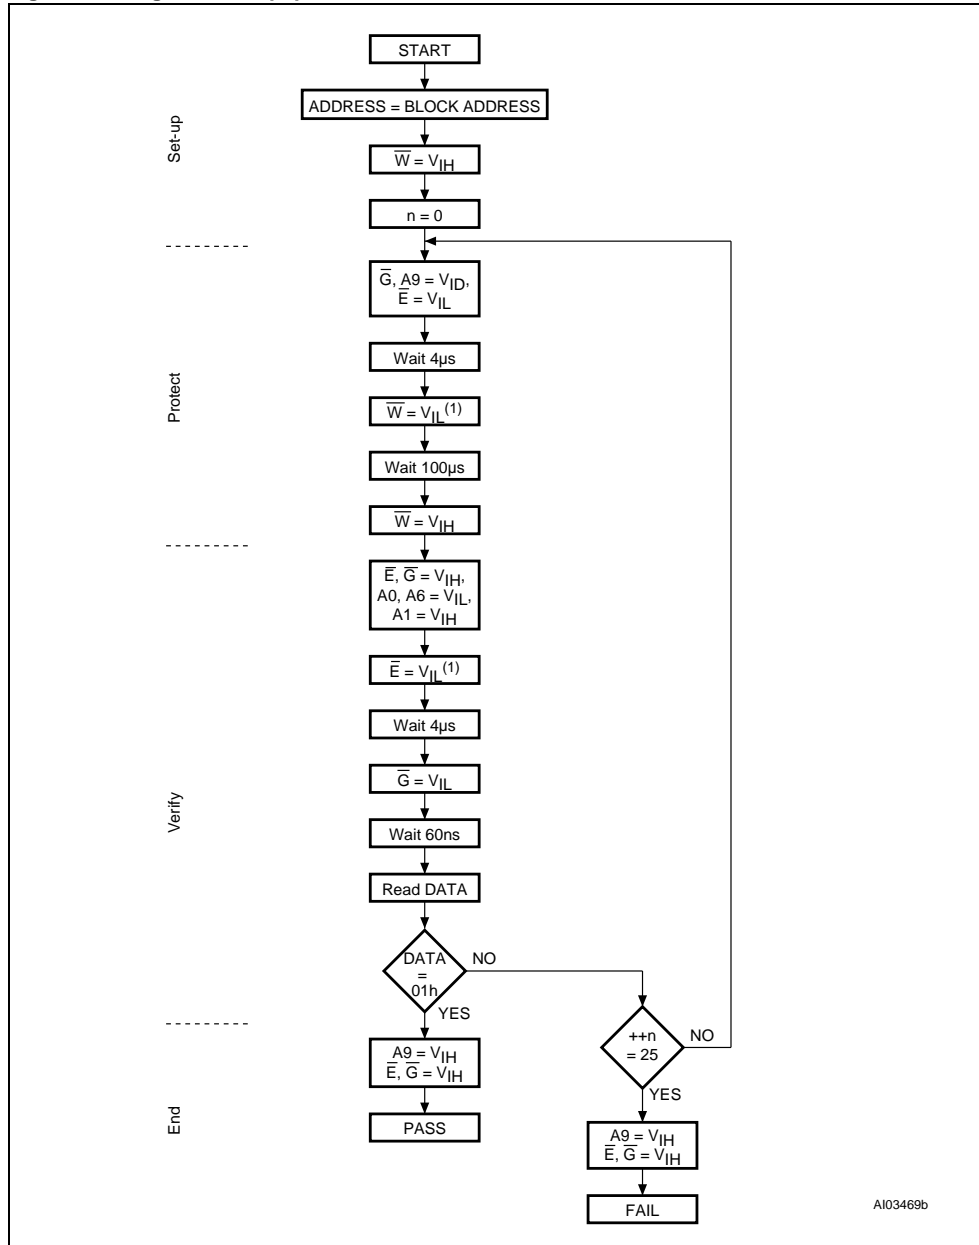 START
ADDRESS = BLOCK ADDRESS
Set-up
W̅ = VIH
n = 0
G̅, A9 = VID,
E̅ = VIL
Wait 4µs
Protect
W̅ = VIL(1)
Wait 100µs
W̅ = VIH
E̅, G̅ = VIH,
A0, A6 = VIL,
A1 = VIH
E̅ = VIL(1)
Wait 4µs
G̅ = VIL
Verify
Wait 60ns
Read DATA
DATA
=
01h
NO
YES
++n
= 25
NO
YES
A9 = VIH
E̅, G̅ = VIH
End
PASS
A9 = VIH
E̅, G̅ = VIH
FAIL
AI03469b